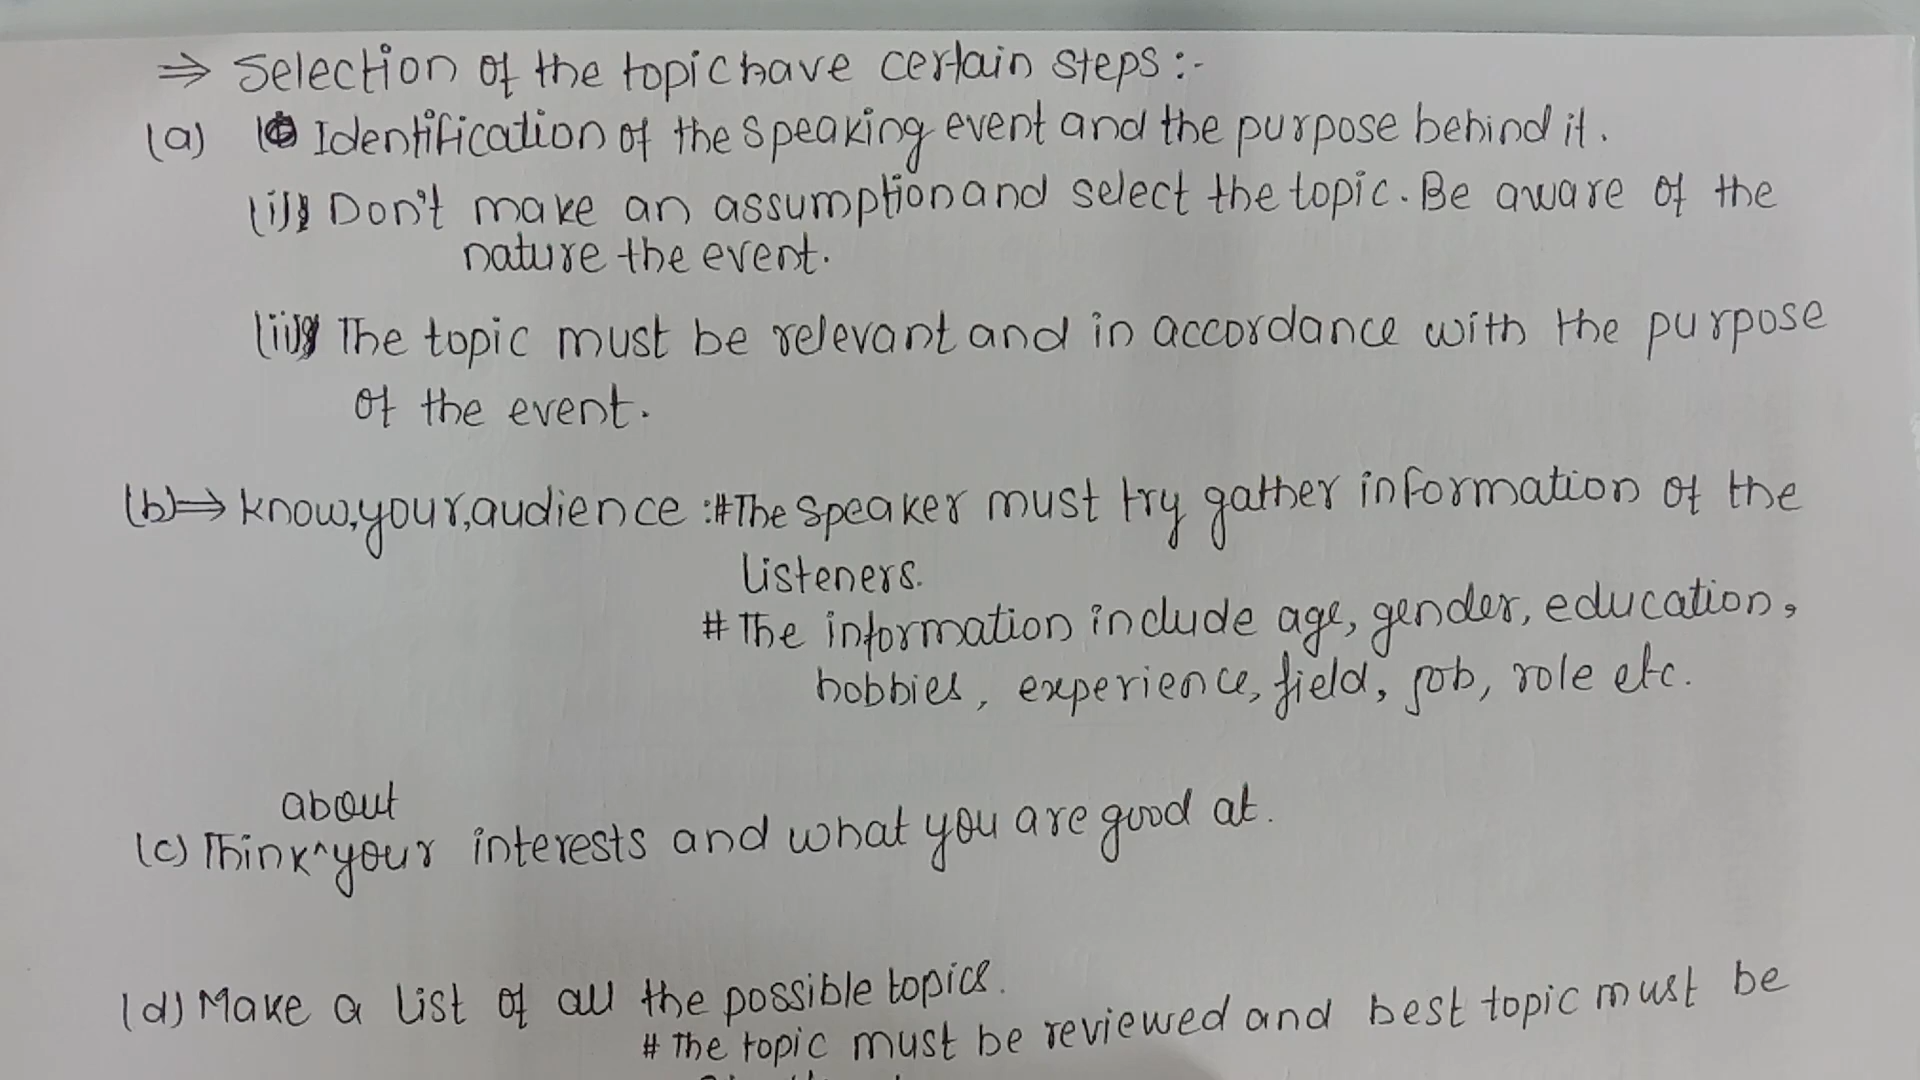 ⇒ Selection of the topic have certain steps :-
(a) Identification of the speaking event and the purpose behind it.
(i) Don't make an assumption and select the topic. Be aware of the
nature the event.
(ii) The topic must be relevant and in accordance with the purpose
of the event.
(b) ⇒ know, your, audience : # The speaker must try gather information of the
listeners.
# The information include age, gender, education,
hobbies, experience, field, job, role etc.
about
(c) Think ^ your interests and what you are good at.
(d) Make a list of all the possible topics.
# The topic must be reviewed and best topic must be